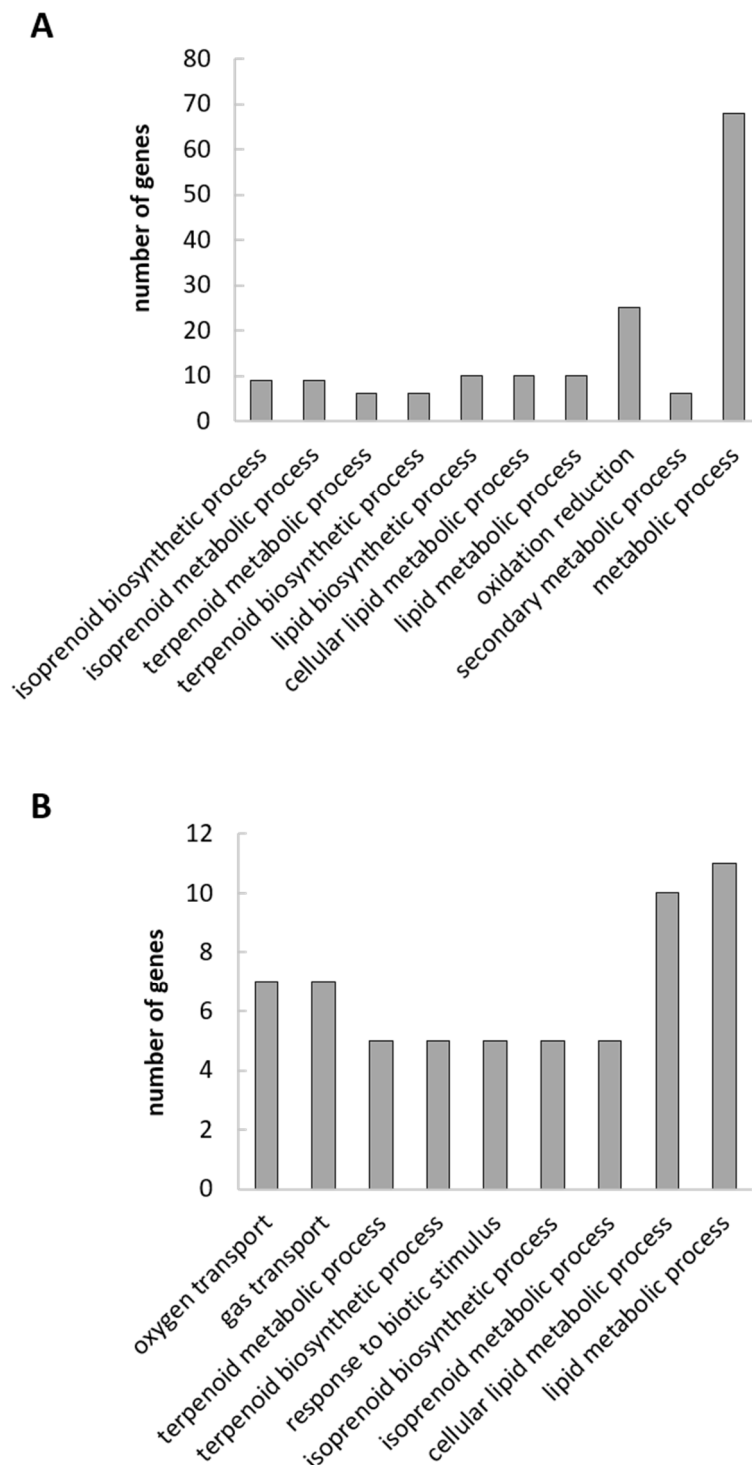 A
80
70
60
50
40
30
20
10
0
number of genes
isoprenoid biosynthetic process
isoprenoid metabolic process
terpenoid metabolic process
terpenoid biosynthetic process
lipid biosynthetic process
cellular lipid metabolic process
lipid metabolic process
oxidation reduction
secondary metabolic process
metabolic process
B
12
10
8
6
4
2
0
number of genes
oxygen transport
gas transport
terpenoid metabolic process
terpenoid biosynthetic process
response to biotic stimulus
isoprenoid biosynthetic process
isoprenoid metabolic process
cellular lipid metabolic process
lipid metabolic process